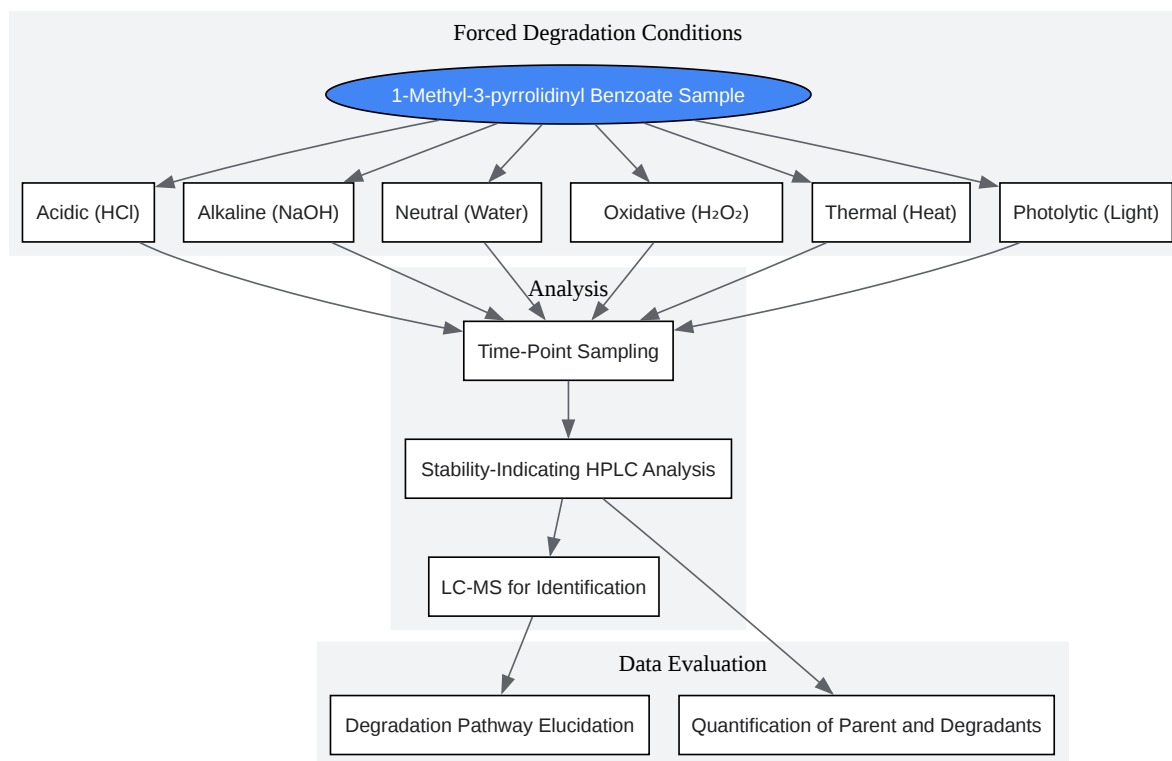 Forced Degradation Conditions
1-Methyl-3-pyrrolidinyl Benzoate Sample
Acidic (HCl)
Alkaline (NaOH)
Neutral (Water)
Oxidative (H₂O₂)
Thermal (Heat)
Photolytic (Light)
Analysis
Time-Point Sampling
Stability-Indicating HPLC Analysis
LC-MS for Identification
Data Evaluation
Degradation Pathway Elucidation
Quantification of Parent and Degradants